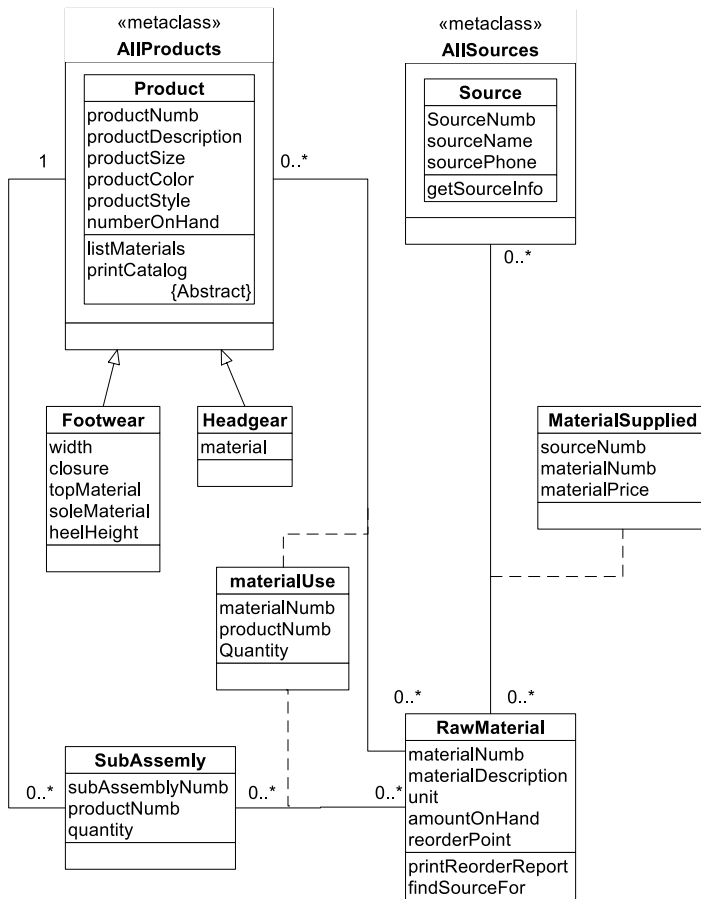 «metaclass»
AllProducts
Product
productNumb
productDescription
productSize
productColor
productStyle
numberOnHand
listMaterials
printCatalog
{Abstract}
1
0..*
«metaclass»
AllSources
Source
SourceNumb
sourceName
sourcePhone
getSourceInfo
0..*
Footwear
width
closure
topMaterial
soleMaterial
heelHeight
Headgear
material
MaterialSupplied
sourceNumb
materialNumb
materialPrice
materialUse
materialNumb
productNumb
Quantity
0..*
0..*
SubAssemly
subAssemblyNumb
productNumb
quantity
0..*
0..*
0..*
RawMaterial
materialNumb
materialDescription
unit
amountOnHand
reorderPoint
printReorderReport
findSourceFor